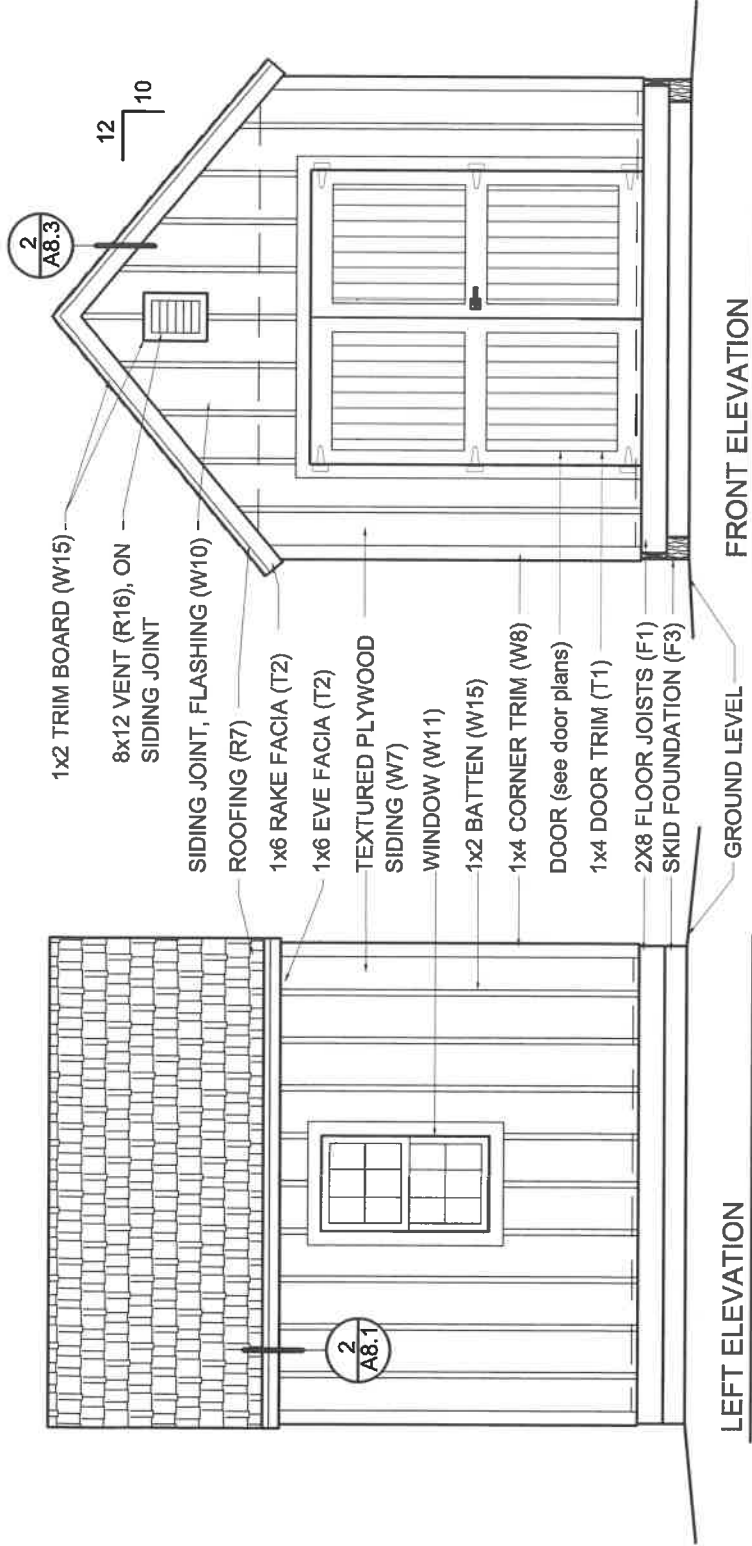 2
A8.3
12
10
1x2 TRIM BOARD (W15)
8x12 VENT (R16), ON
SIDING JOINT
SIDING JOINT, FLASHING (W10)
ROOFING (R7)
1x6 RAKE FACIA (T2)
1x6 EVE FACIA (T2)
TEXTURED PLYWOOD
SIDING (W7)
WINDOW (W11)
1x2 BATTEN (W15)
1x4 CORNER TRIM (W8)
DOOR (see door plans)
1x4 DOOR TRIM (T1)
2X8 FLOOR JOISTS (F1)
SKID FOUNDATION (F3)
GROUND LEVEL
2
A8.1
LEFT ELEVATION
FRONT ELEVATION